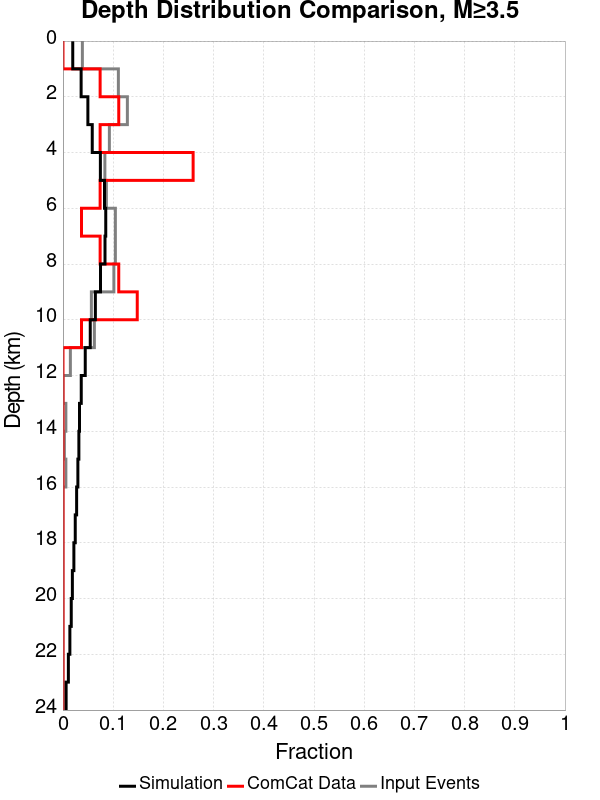 Depth Distribution Comparison, M≥3.5
0
2
4
6
8
10
12
14
16
18
20
22
24
Depth (km)
0 0.1 0.2 0.3 0.4 0.5 0.6 0.7 0.8 0.9 1
Fraction
Simulation ComCat Data Input Events